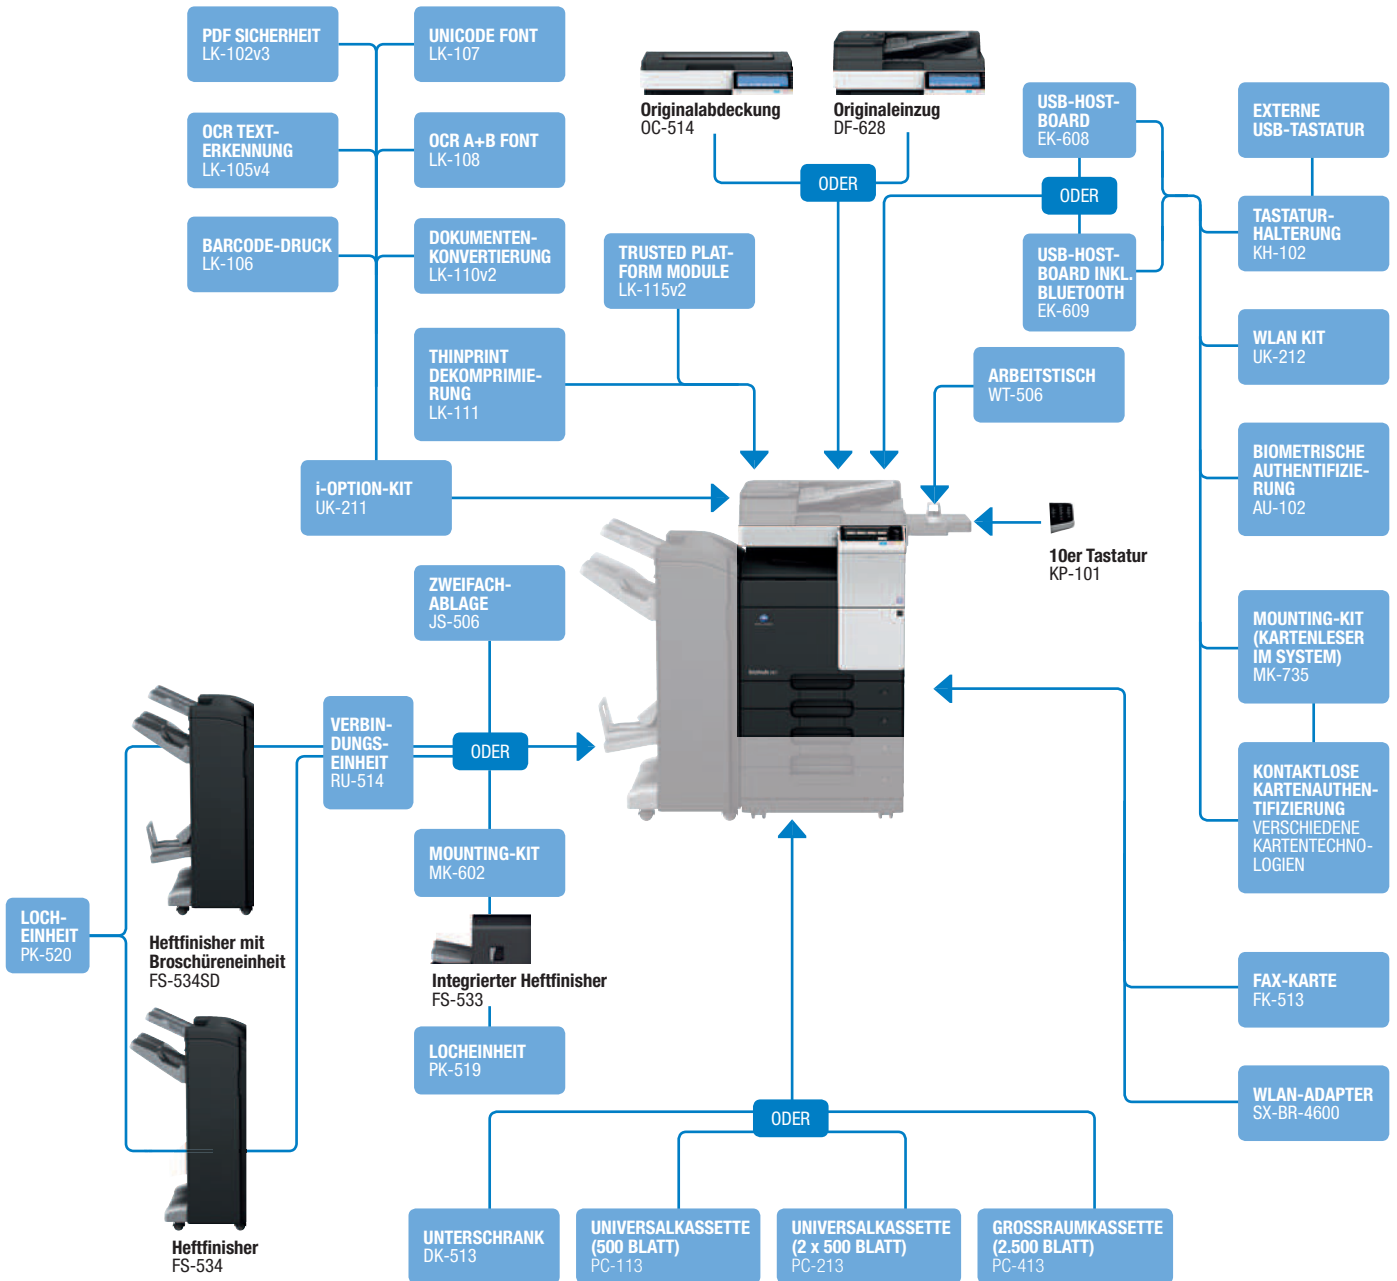 PDF SICHERHEIT
LK-102v3
UNICODE FONT
LK-107
OCR TEXT-
ERKENNUNG
LK-105v4
OCR A+B FONT
LK-108
BARCODE-DRUCK
LK-106
DOKUMENTEN-
KONVERTIERUNG
LK-110v2
THINPRINT
DEKOMPRIMIE-
RUNG
LK-111
TRUSTED PLAT-
FORM MODULE
LK-115v2
i-OPTION-KIT
UK-211
Originalabdeckung
OC-514
Originaleinzug
DF-628
ODER
USB-HOST-
BOARD
EK-608
ODER
USB-HOST-
BOARD INKL.
BLUETOOTH
EK-609
EXTERNE
USB-TASTATUR
TASTATUR-
HALTERUNG
KH-102
WLAN KIT
UK-212
ARBEITSTISCH
WT-506
BIOMETRISCHE
AUTHENTIFIZIE-
RUNG
AU-102
10er Tastatur
KP-101
MOUNTING-KIT
(KARTENLESER
IM SYSTEM)
MK-735
KONTAKTLOSE
KARTENAUTHEN-
TIFIZIERUNG
VERSCHIEDENE
KARTENTECHNO-
LOGIEN
ZWEIFACH-
ABLAGE
JS-506
VERBIN-
DUNGS-
EINHEIT
RU-514
ODER
MOUNTING-KIT
MK-602
LOCH-
EINHEIT
PK-520
Heftfinisher mit
Broschüreneinheit
FS-534SD
Integrierter Heftfinisher
FS-533
LOCHEINHEIT
PK-519
Heftfinisher
FS-534
FAX-KARTE
FK-513
WLAN-ADAPTER
SX-BR-4600
ODER
UNTERSCHRANK
DK-513
UNIVERSALKASSETTE
(500 BLATT)
PC-113
UNIVERSALKASSETTE
(2 x 500 BLATT)
PC-213
GROSSRAUMKASSETTE
(2.500 BLATT)
PC-413